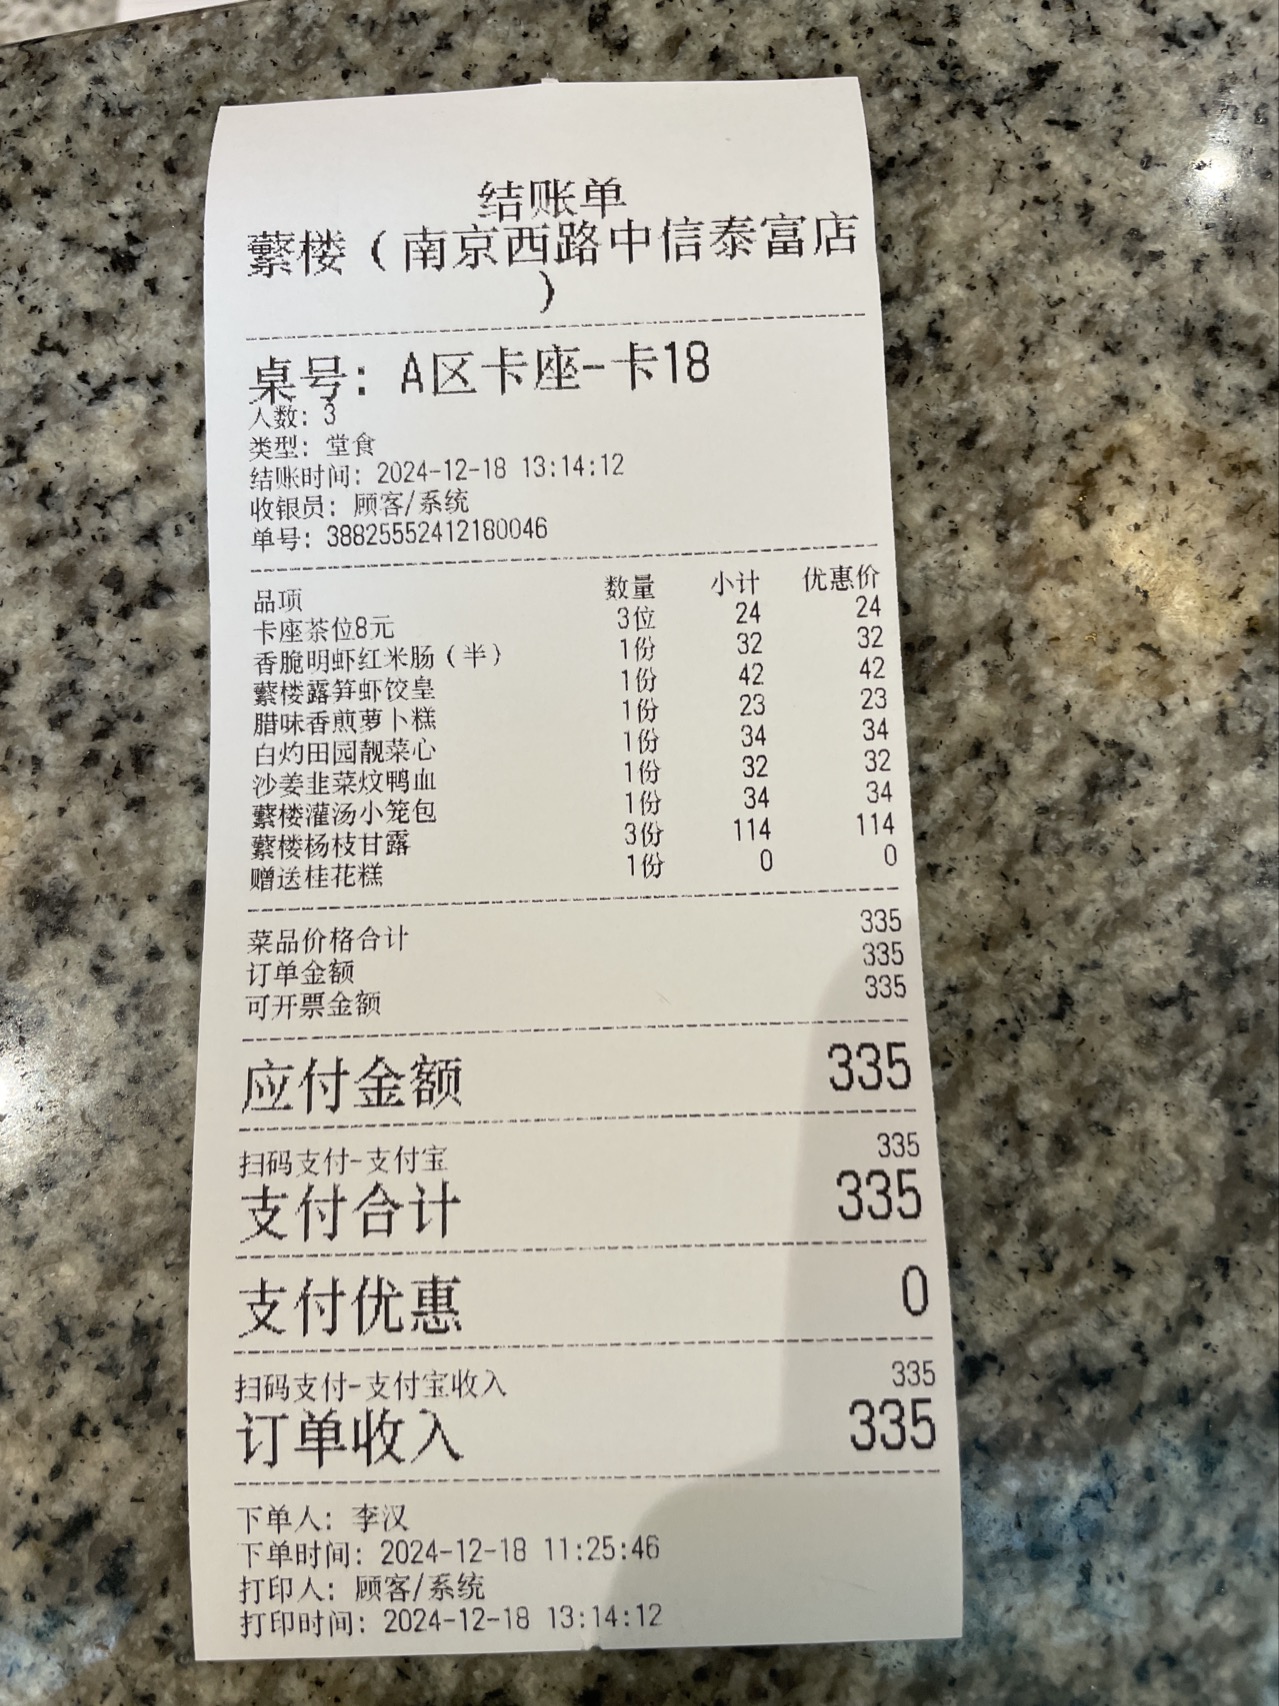 结账单
蘩楼（南京西路中信泰富店
）
桌号：A区卡座-卡18
人数：3
类型：堂食
结账时间：2024-12-18 13:14:12
收银员：顾客/系统
单号：38825552412180046
品项 数量 小计 优惠价
卡座茶位8元 3位 24 24
香脆明虾红米肠（半） 1份 32 32
蘩楼露笋虾饺皇 1份 42 42
腊味香煎萝卜糕 1份 23 23
白灼田园靓菜心 1份 34 34
沙姜韭菜炆鸭血 1份 32 32
蘩楼灌汤小笼包 1份 34 34
蘩楼杨枝甘露 3份 114 114
赠送桂花糕 1份 0 0
菜品价格合计 335
订单金额 335
可开票金额 335
应付金额 335
扫码支付-支付宝 335
支付合计 335
支付优惠 0
扫码支付-支付宝收入 335
订单收入 335
下单人：李汉
下单时间：2024-12-18 11:25:46
打印人：顾客/系统
打印时间：2024-12-18 13:14:12